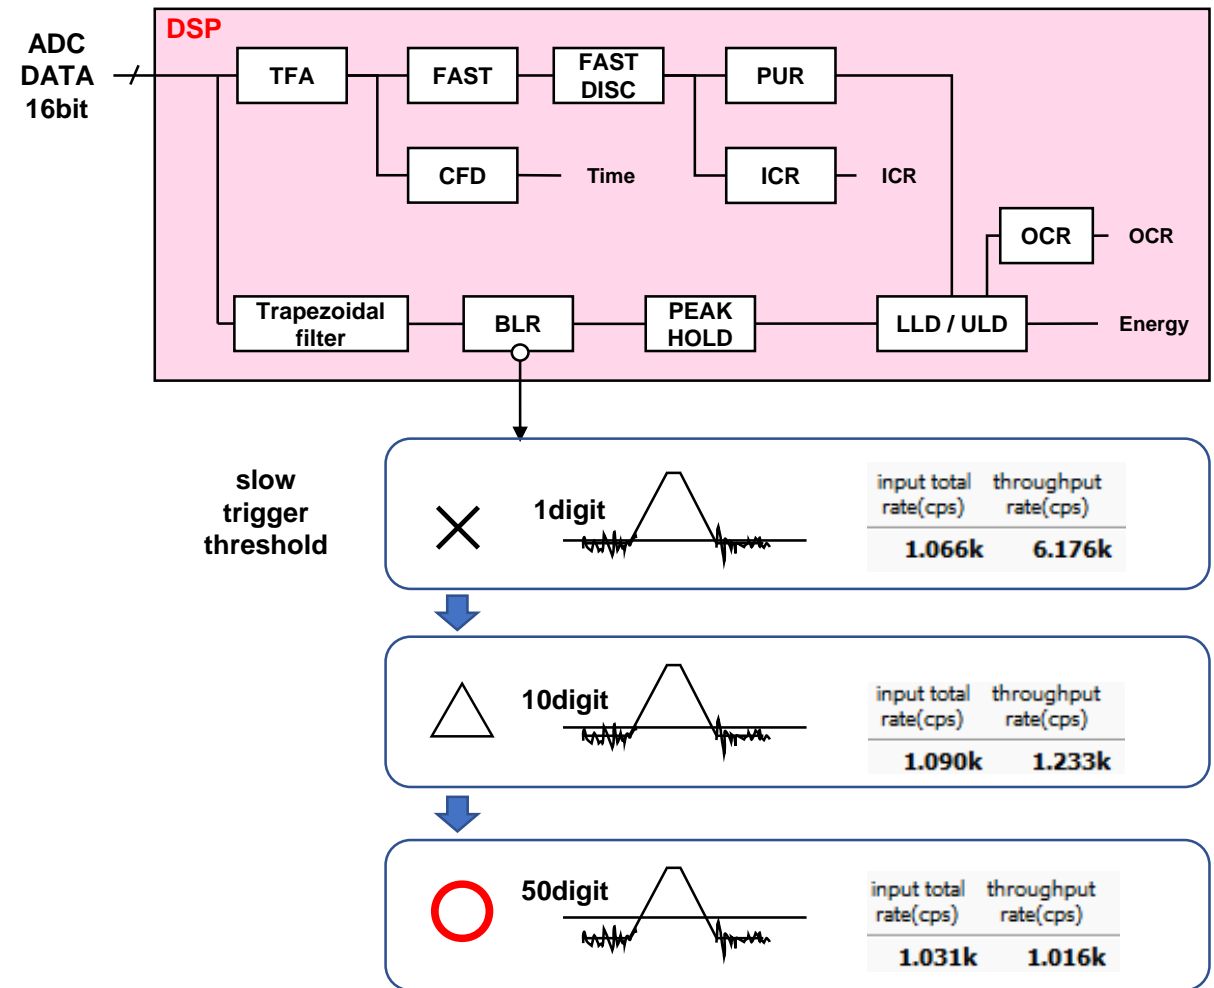 DSP
ADC
DATA
16bit
TFA
FAST
FAST
DISC
PUR
CFD
Time
ICR
ICR
OCR
OCR
Trapezoidal
filter
BLR
PEAK
HOLD
LLD / ULD
Energy
slow
trigger
threshold
1digit
input total throughput
rate(cps) rate(cps)
1.066k 6.176k
10digit
input total throughput
rate(cps) rate(cps)
1.090k 1.233k
50digit
input total throughput
rate(cps) rate(cps)
1.031k 1.016k